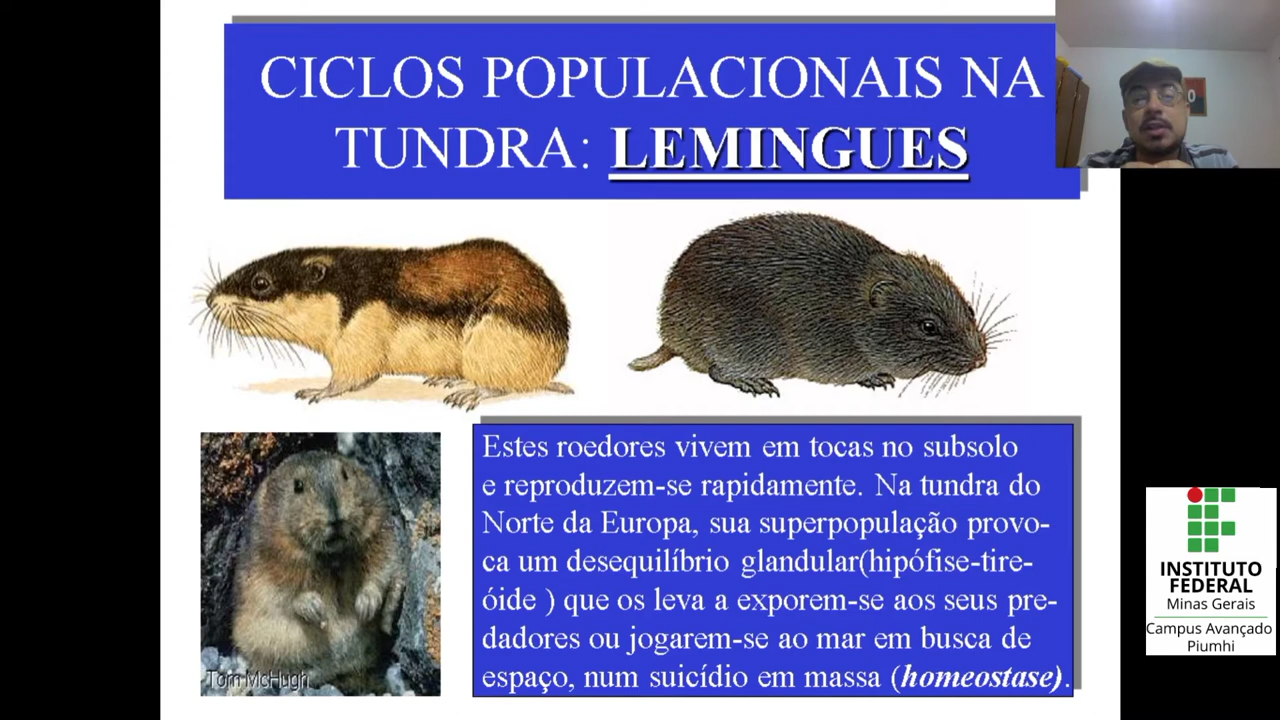 CICLOS POPULACIONAIS NA
TUNDRA: LEMINGUES
Estes roedores vivem em tocas no subsolo
e reproduzem-se rapidamente. Na tundra do
Norte da Europa, sua superpopulação provo-
ca um desequilíbrio glandular(hipófise-tire-
óide ) que os leva a exporem-se aos seus pre-
dadores ou jogarem-se ao mar em busca de
espaço, num suicídio em massa (homeostase).
Tom McHugh
INSTITUTO
FEDERAL
Minas Gerais
Campus Avançado
Piumhi